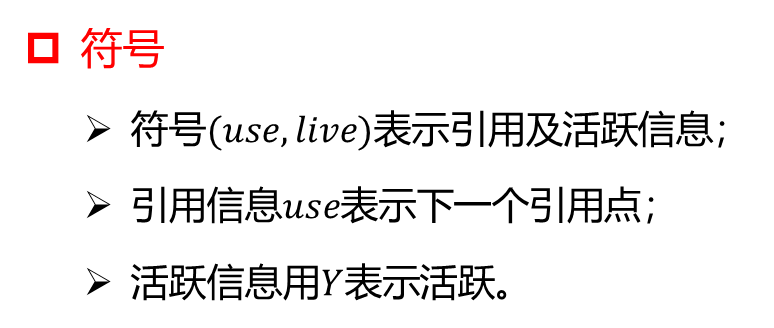 符号
符号(use, live)表示引用及活跃信息；
引用信息use表示下一个引用点；
活跃信息用Y表示活跃。